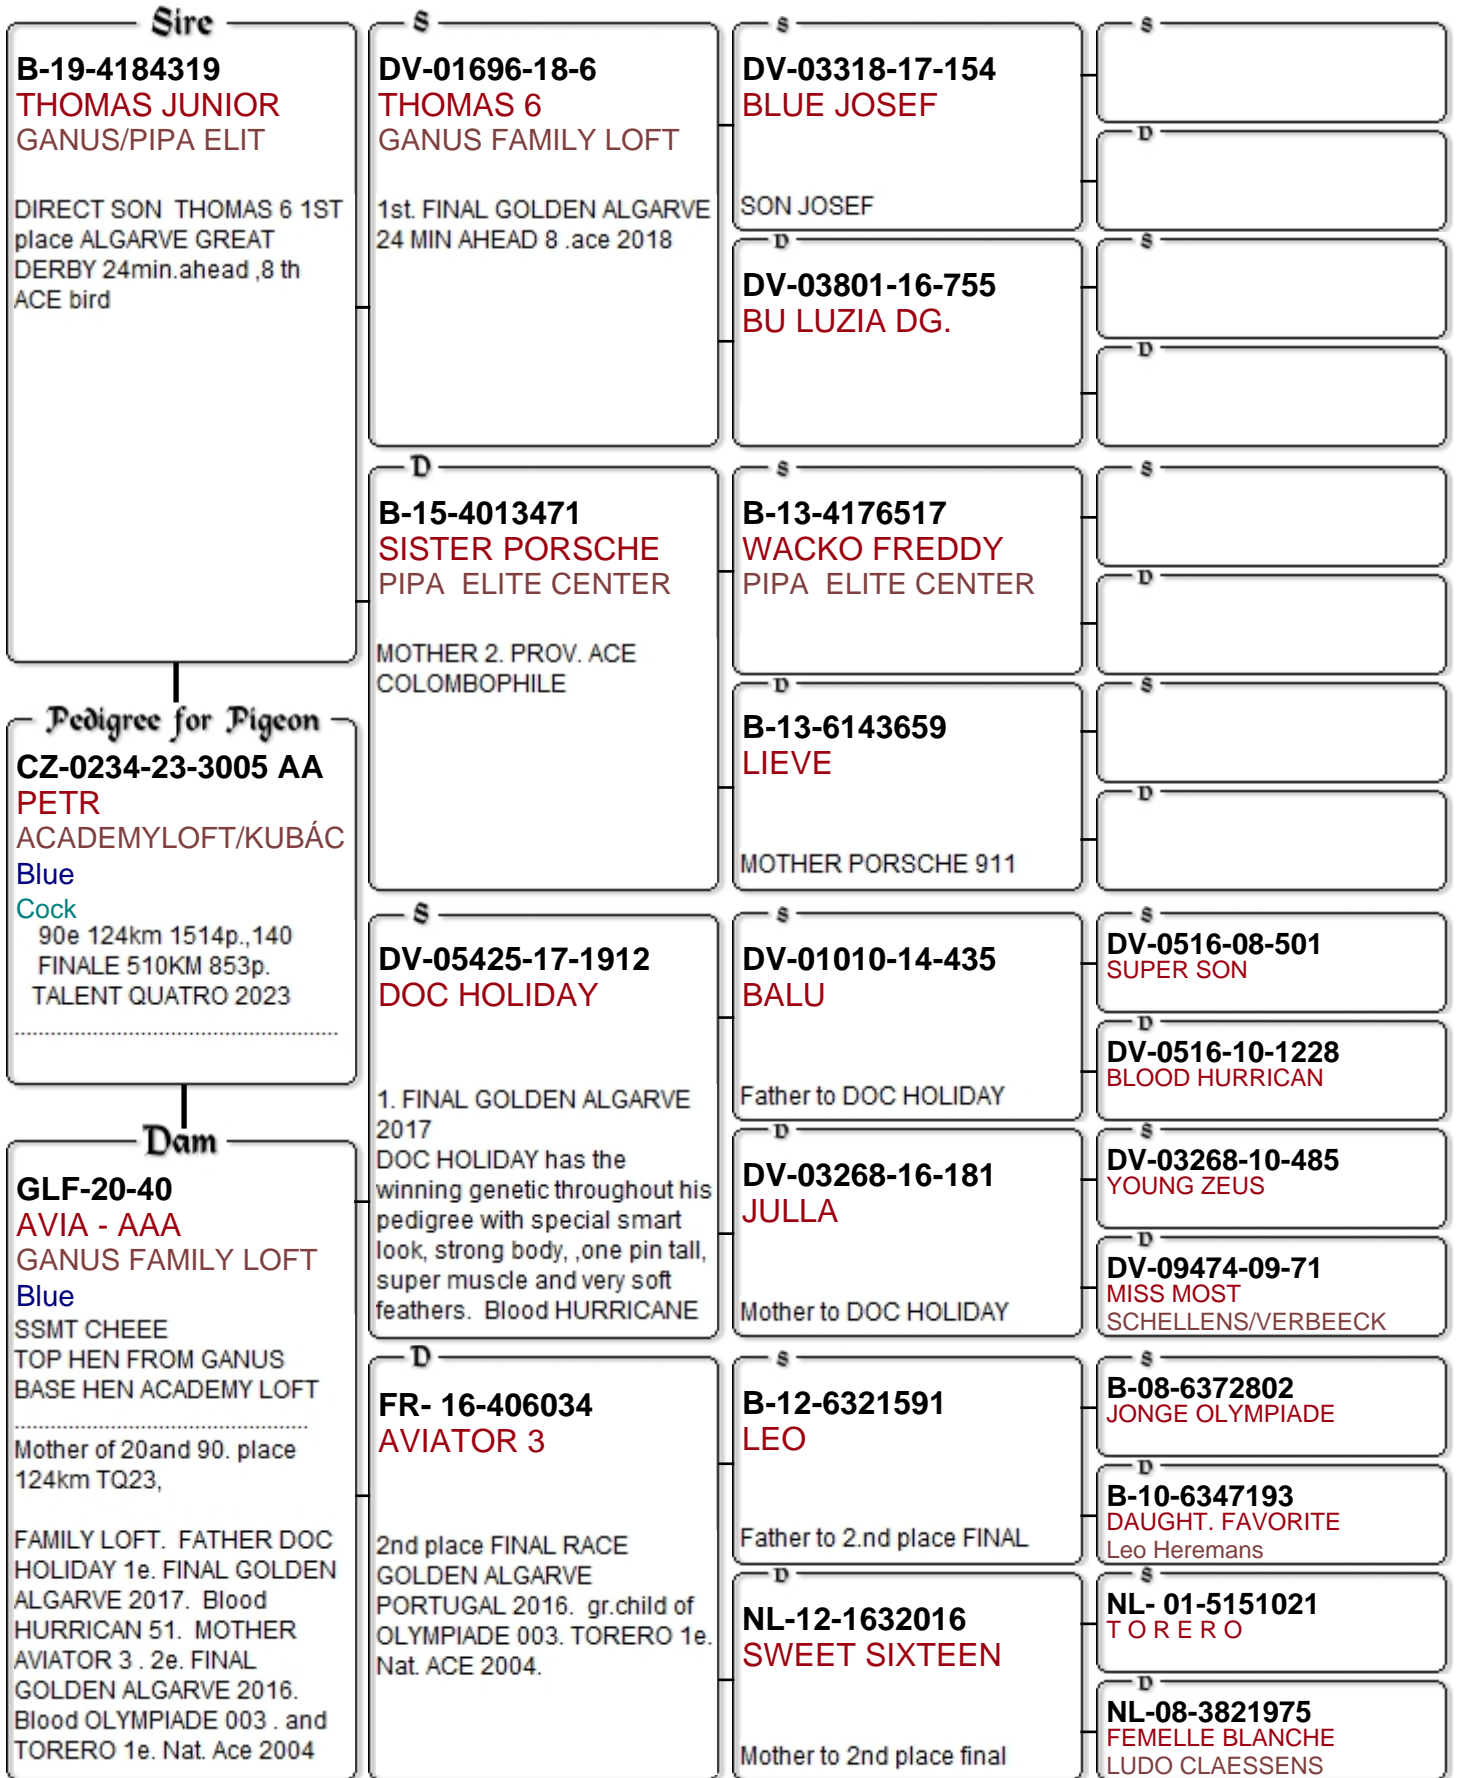 Sire
B-19-4184319
THOMAS JUNIOR
GANUS/PIPA ELIT
DIRECT SON THOMAS 6 1ST
place ALGARVE GREAT
DERBY 24min.ahead ,8 th
ACE bird
Pedigree for Pigeon
CZ-0234-23-3005 AA
PETR
ACADEMYLOFT/KUBÁC
Blue
Cock
90e 124km 1514p.,140
FINALE 510KM 853p.
TALENT QUATRO 2023
....................................................
Dam
GLF-20-40
AVIA - AAA
GANUS FAMILY LOFT
Blue
SSMT CHEEE
TOP HEN FROM GANUS
BASE HEN ACADEMY LOFT
...............................................
Mother of 20and 90. place
124km TQ23,
FAMILY LOFT. FATHER DOC
HOLIDAY 1e. FINAL GOLDEN
ALGARVE 2017. Blood
HURRICAN 51. MOTHER
AVIATOR 3 . 2e. FINAL
GOLDEN ALGARVE 2016.
Blood OLYMPIADE 003 . and
TORERO 1e. Nat. Ace 2004
S
DV-01696-18-6
THOMAS 6
GANUS FAMILY LOFT
1st. FINAL GOLDEN ALGARVE
24 MIN AHEAD 8 .ace 2018
D
B-15-4013471
SISTER PORSCHE
PIPA ELITE CENTER
MOTHER 2. PROV. ACE
COLOMBOPHILE
S
DV-05425-17-1912
DOC HOLIDAY
1. FINAL GOLDEN ALGARVE
2017
DOC HOLIDAY has the
winning genetic throughout his
pedigree with special smart
look, strong body, ,one pin tall,
super muscle and very soft
feathers. Blood HURRICANE
D
FR- 16-406034
AVIATOR 3
2nd place FINAL RACE
GOLDEN ALGARVE
PORTUGAL 2016. gr.child of
OLYMPIADE 003. TORERO 1e.
Nat. ACE 2004.
S
DV-03318-17-154
BLUE JOSEF
SON JOSEF
D
DV-03801-16-755
BU LUZIA DG.
S
B-13-4176517
WACKO FREDDY
PIPA ELITE CENTER
D
B-13-6143659
LIEVE
MOTHER PORSCHE 911
S
DV-01010-14-435
BALU
Father to DOC HOLIDAY
D
DV-03268-16-181
JULLA
Mother to DOC HOLIDAY
S
B-12-6321591
LEO
Father to 2.nd place FINAL
D
NL-12-1632016
SWEET SIXTEEN
Mother to 2nd place final
S
D
S
D
S
D
S
D
S
DV-0516-08-501
SUPER SON
D
DV-0516-10-1228
BLOOD HURRICAN
S
DV-03268-10-485
YOUNG ZEUS
D
DV-09474-09-71
MISS MOST
SCHELLENS/VERBEECK
S
B-08-6372802
JONGE OLYMPIADE
D
B-10-6347193
DAUGHT. FAVORITE
Leo Heremans
S
NL- 01-5151021
T O R E R O
D
NL-08-3821975
FEMELLE BLANCHE
LUDO CLAESSENS